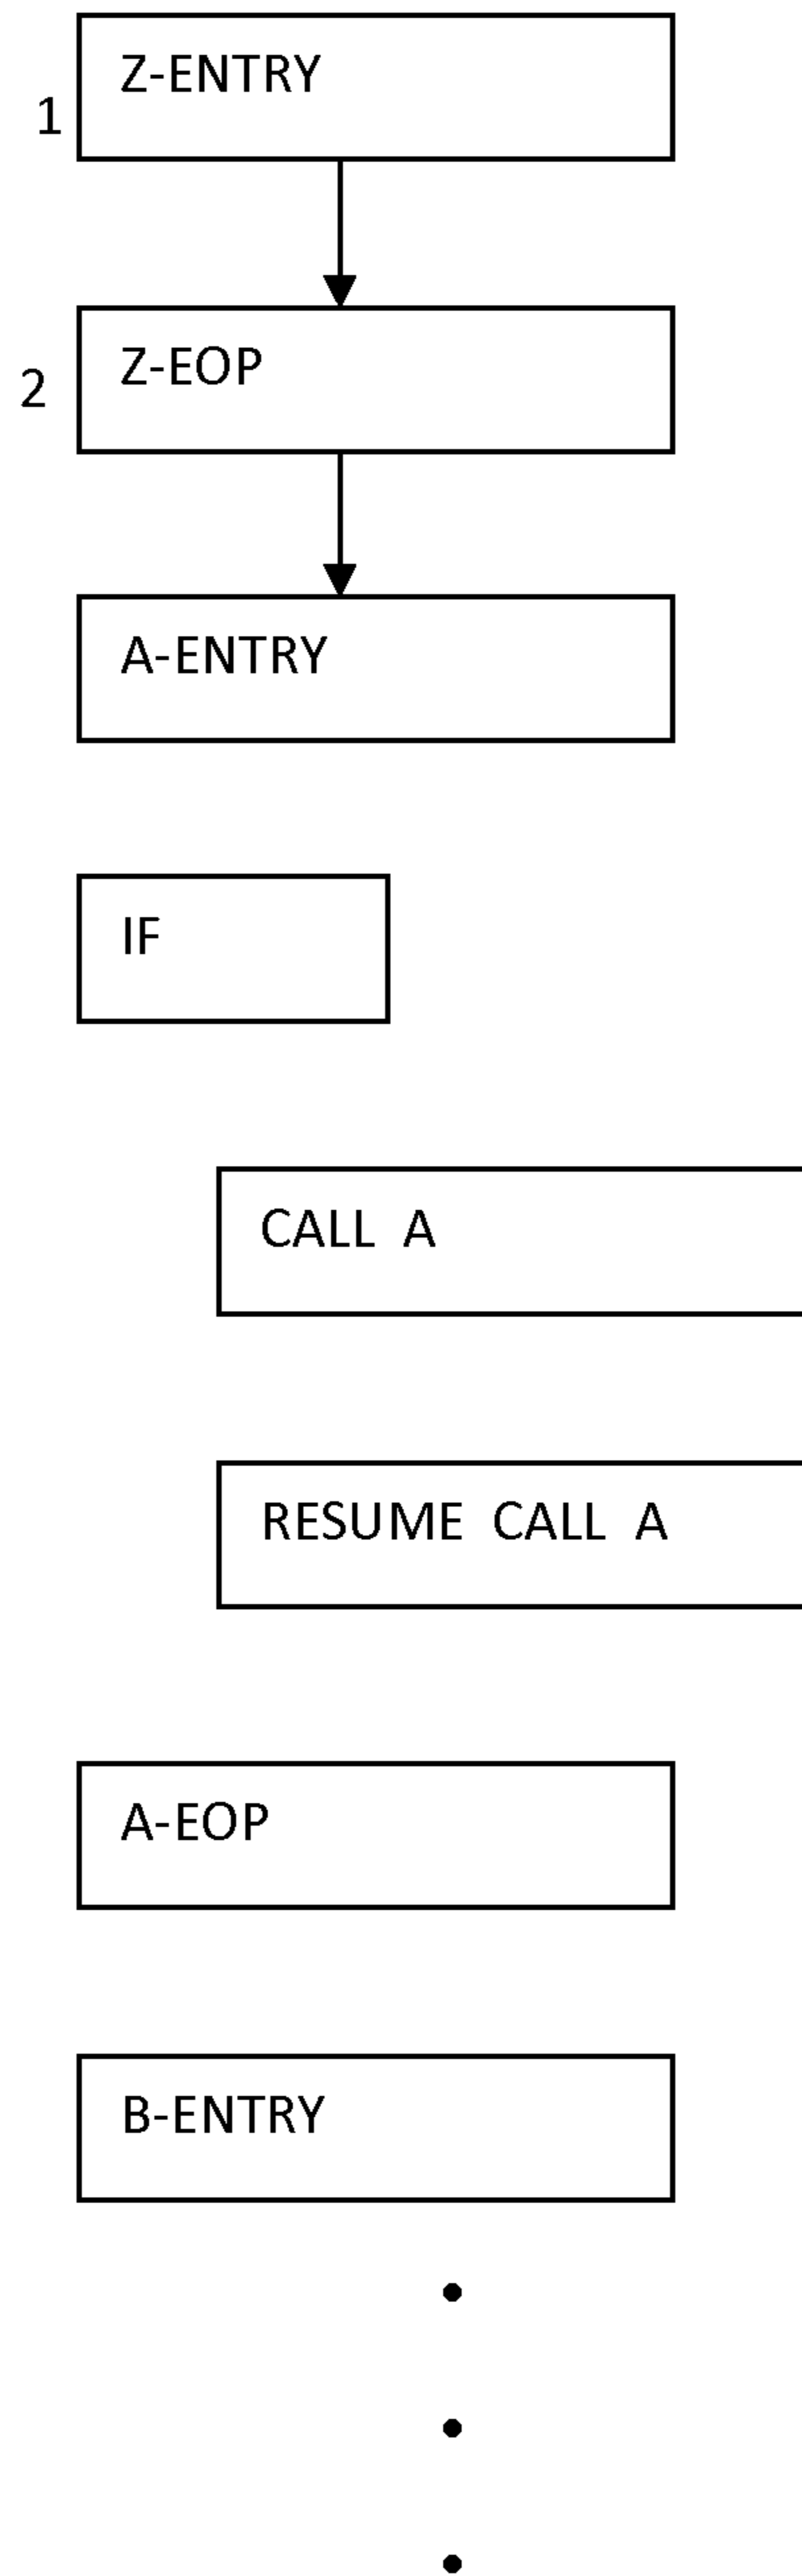 Z-ENTRY
1
Z-EOP
2
A-ENTRY
IF
CALL A
RESUME CALL A
A-EOP
B-ENTRY